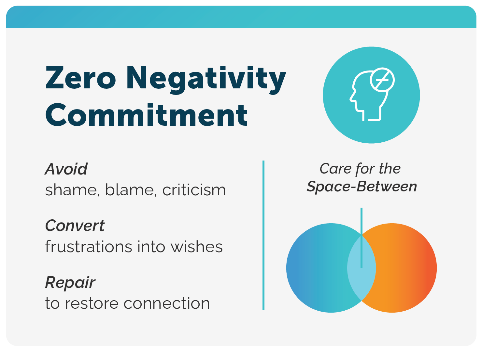 Zero Negativity
Commitment
Avoid
shame, blame, criticism
Convert
frustrations into wishes
Repair
to restore connection
Care for the
Space-Between